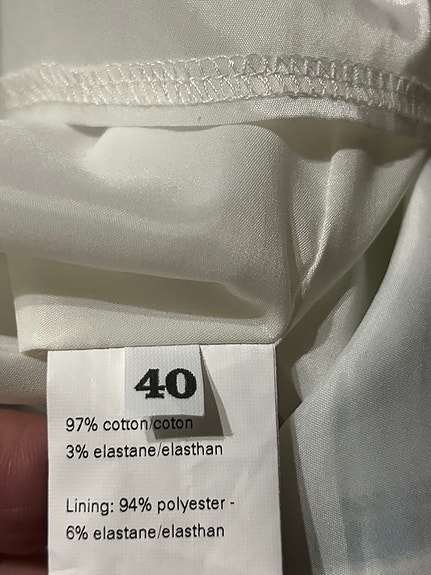 40
97% cotton/coton
3% elastane/elasthan
Lining: 94% polyester -
6% elastane/elasthan